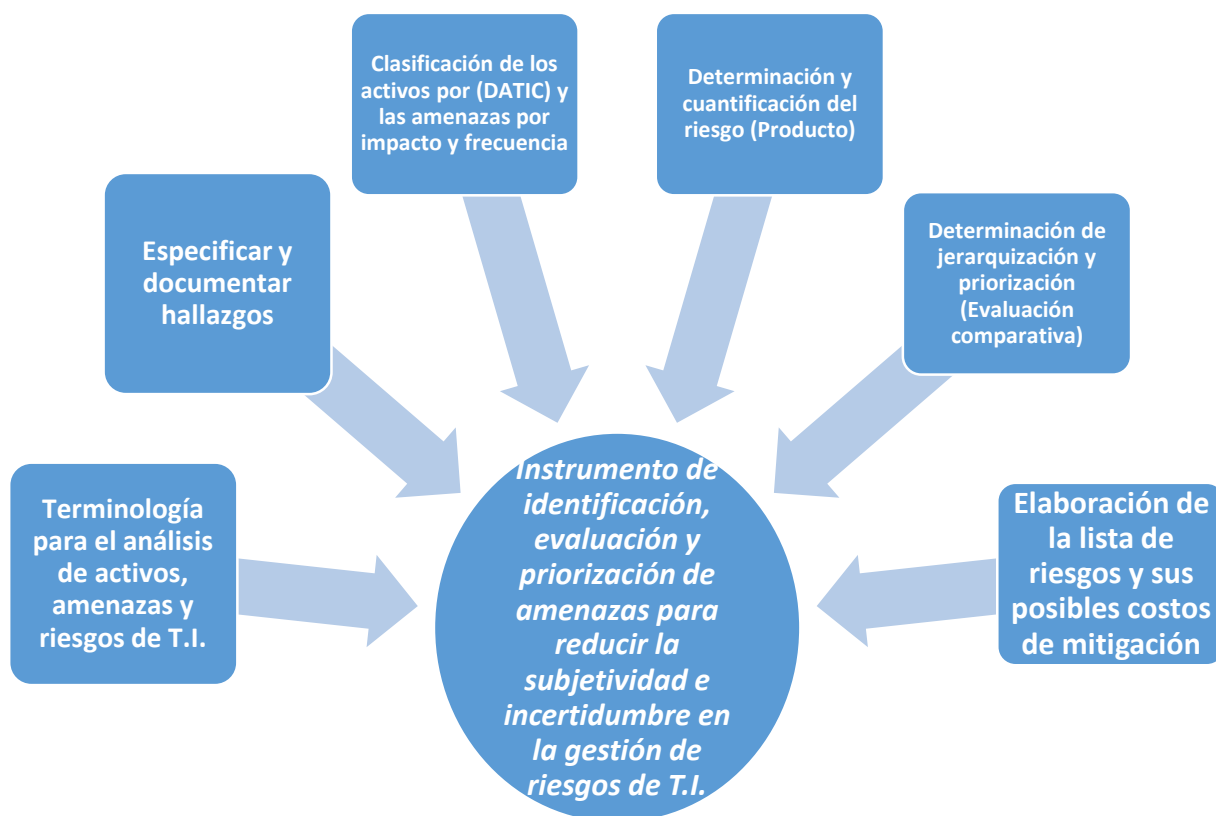 Clasificación de los
activos por (DATIC) y
las amenazas por
impacto y frecuencia
Determinación y
cuantificación del
riesgo (Producto)
Especificar y
documentar
hallazgos
Determinación de
jerarquización y
priorización
(Evaluación
comparativa)
Terminología
para el análisis
de activos,
amenazas y
riesgos de T.I.
Instrumento de
identificación,
evaluación y
priorización de
amenazas para
reducir la
subjetividad e
incertidumbre en
la gestión de
riesgos de T.I.
Elaboración de
la lista de
riesgos y sus
posibles costos
de mitigación